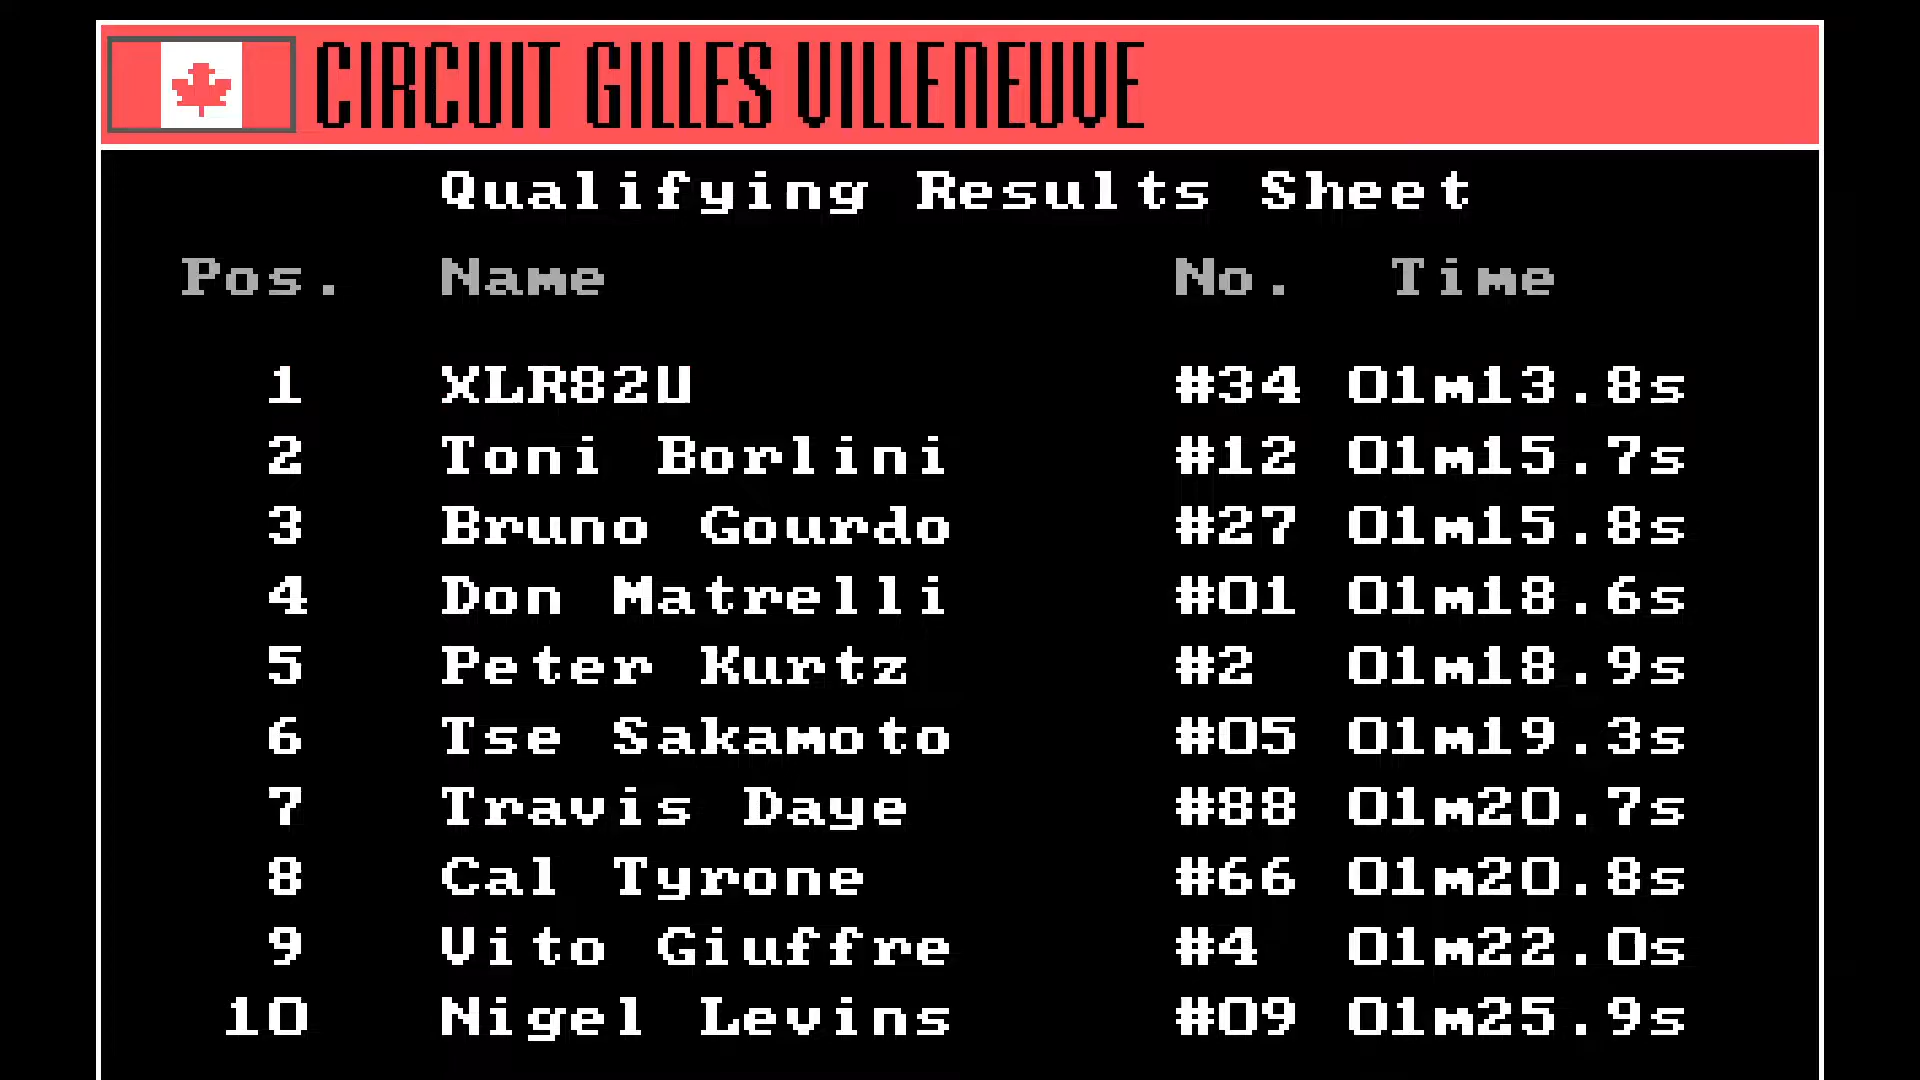 CIRCUIT GILLES VILLENEUVE
Qualifying Results Sheet
Pos. Name No. Time
1 XLR82U #34 01m13.8s
2 Toni Borlini #12 01m15.7s
3 Bruno Gourdo #27 01m15.8s
4 Don Matrelli #01 01m18.6s
5 Peter Kurtz #2 01m18.9s
6 Tse Sakamoto #05 01m19.3s
7 Travis Daye #88 01m20.7s
8 Cal Tyrone #66 01m20.8s
9 Vito Giuffre #4 01m22.0s
10 Nigel Levins #09 01m25.9s